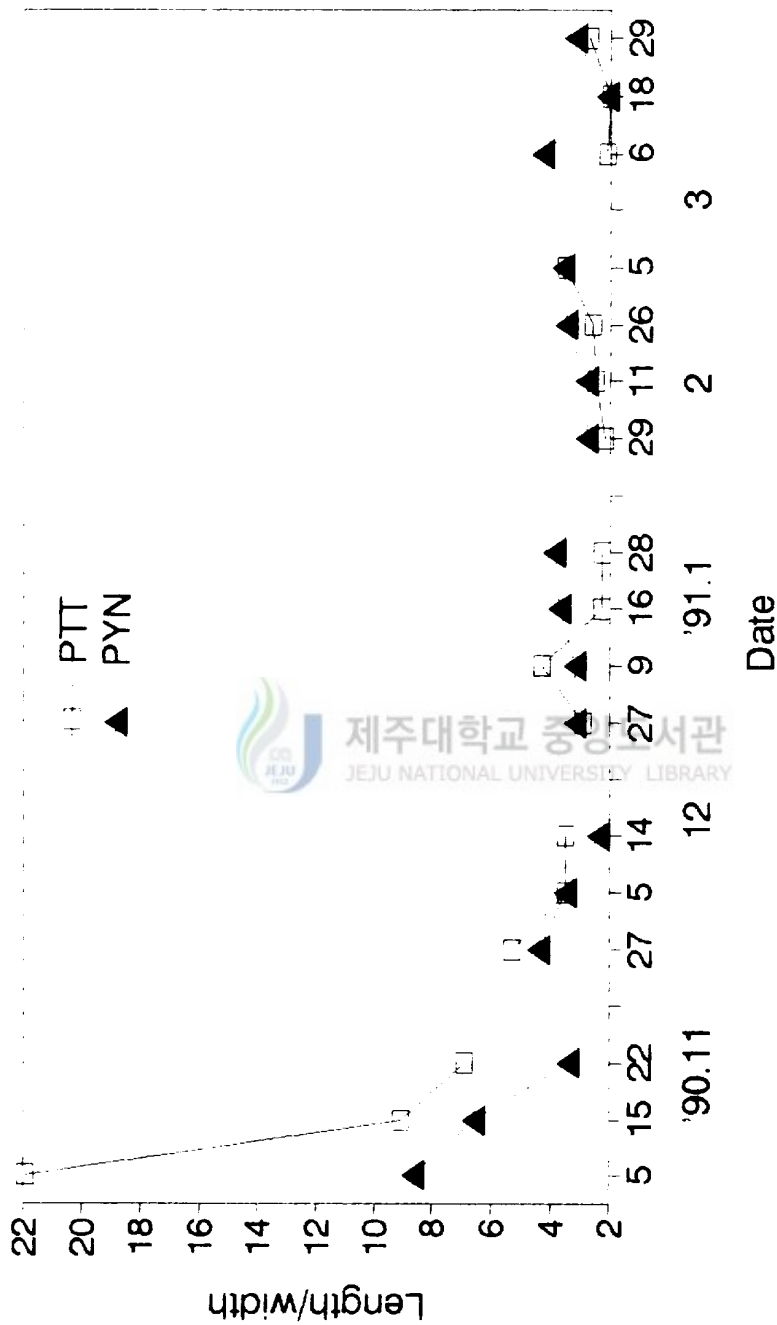 Length/width
22
20
18
16
14
12
10
8
6
4
2
PTT
PYN
5 15 22 27 5 14 27 9 16 28 29 11 26 5 6 18 29
'90.11 12 '91.1 2 3
Date
제주대학교 중앙도서관
JEJU NATIONAL UNIVERSITY LIBRARY
JEJU
1952